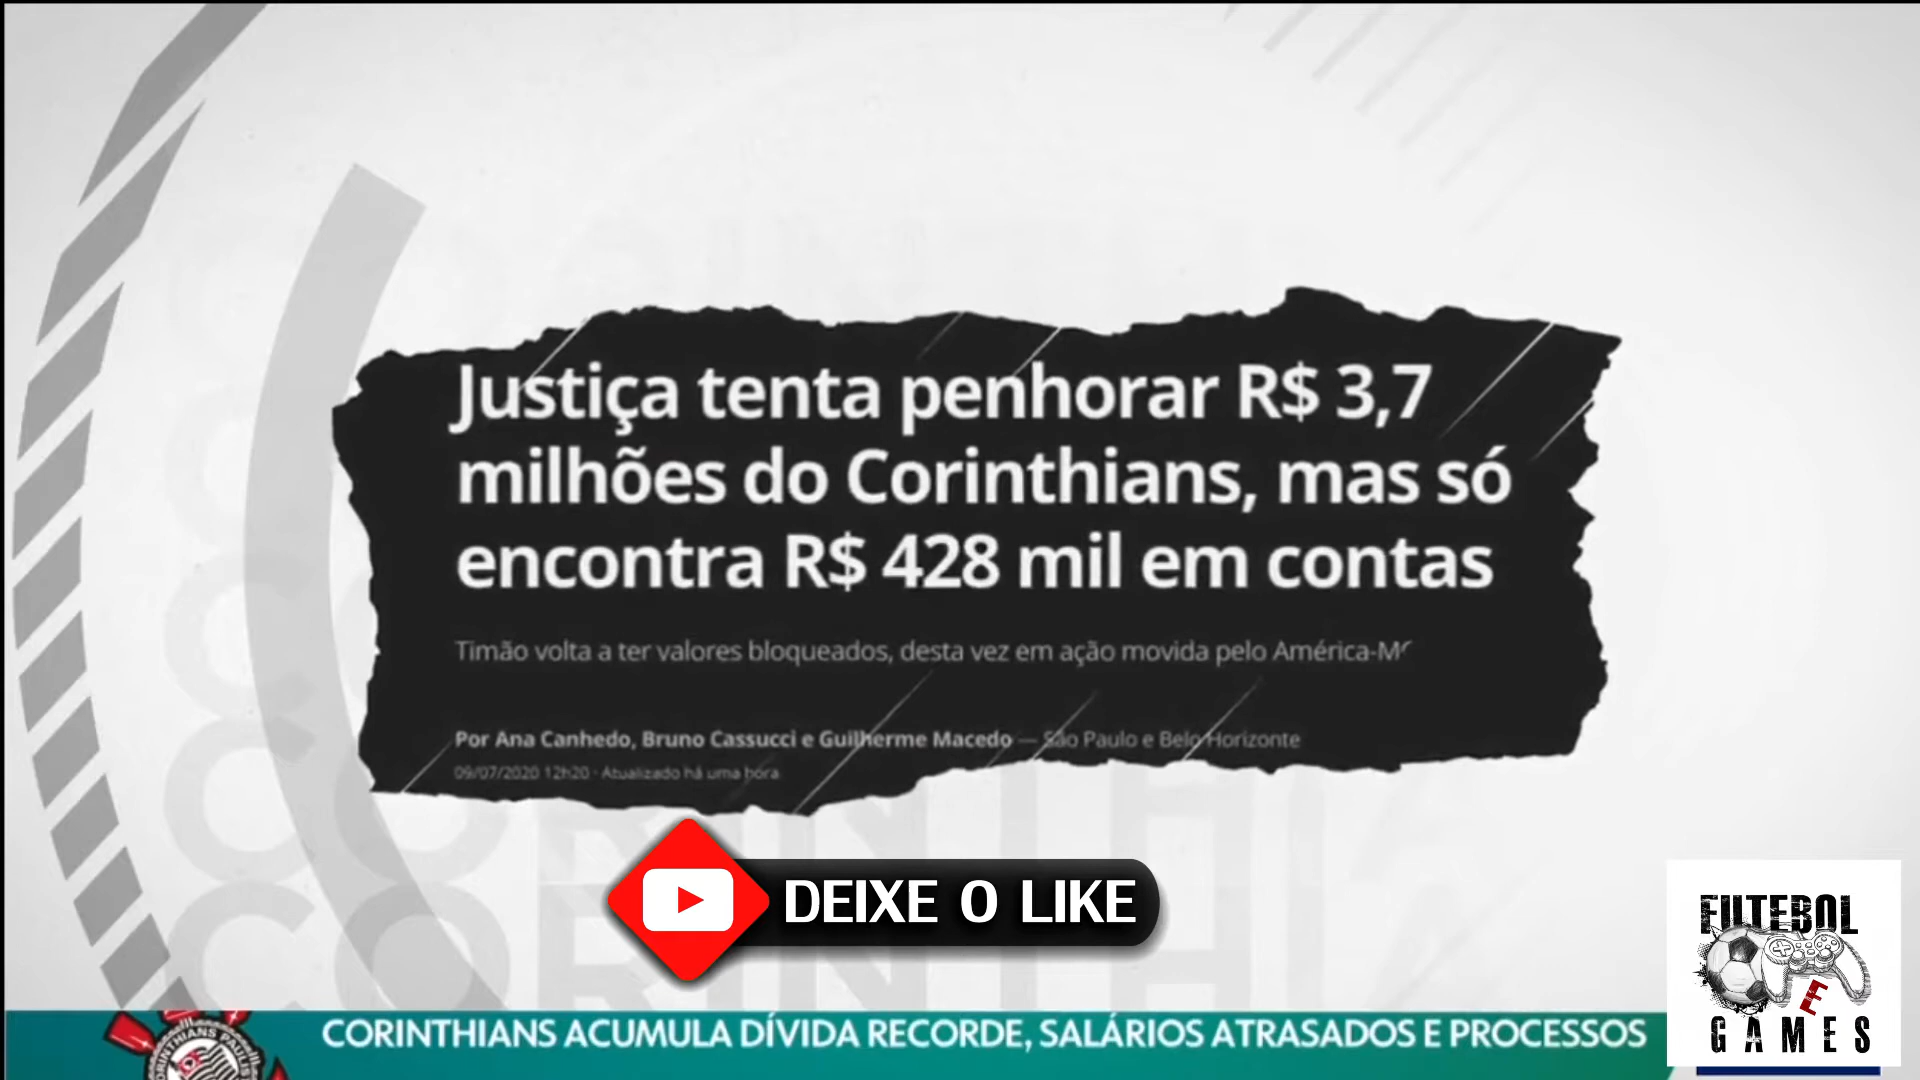 Justiça tenta penhorar R$ 3,7
milhões do Corinthians, mas só
encontra R$ 428 mil em contas
Timão volta a ter valores bloqueados, desta vez em ação movida pelo
Por Ana Canhedo, Bruno Cassucci e Guilherme Macedo — São Paulo e Belo Horizonte
09/07/2020 12h20 · Atualizado há uma hora
DEIXE O LIKE
FUTEBOL
E
GAMES
CORINTHIANS ACUMULA DÍVIDA RECORDE, SALÁRIOS ATRASADOS E PROCESSOS